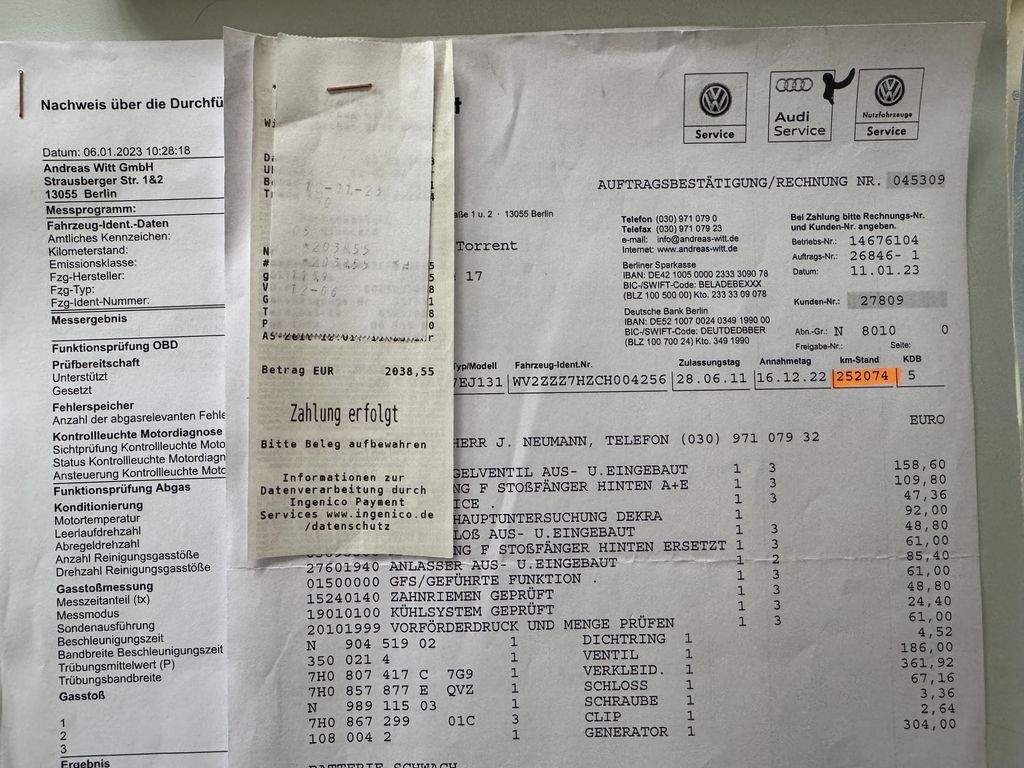 Nachweis über die Durchfü
Datum: 06.01.2023 10:28:18
Andreas Witt GmbH
Strausberger Str. 1&2
13055 Berlin
Messprogramm:
Fahrzeug-Ident.-Daten
Amtliches Kennzeichen:
Kilometerstand:
Emissionsklasse:
Fzg-Hersteller:
Fzg-Typ:
Fzg-Ident-Nummer:
Messergebnis
Funktionsprüfung OBD
Prüfbereitschaft
Unterstützt
Gesetzt
Fehlerspeicher
Anzahl der abgasrelevanten Fehle
Kontrollleuchte Motordiagnose
Sichtprüfung Kontrollleuchte Moto
Status Kontrollleuchte Motordiagn
Ansteuerung Kontrollleuchte Motc
Funktionsprüfung Abgas
Konditionierung
Motortemperatur
Leerlaufdrehzahl
Abregeldrehzahl
Anzahl Reinigungsgasstöße
Drehzahl Reinigungsgasstöße
Gasstoßmessung
Messzeitanteil (tx)
Messmodus
Sondenausführung
Beschleunigungszeit
Bandbreite Beschleunigungszeit
Trübungsmittelwert (P)
Trübungsbandbreite
Gasstoß
1
2
3
Ergebnis
Betrag EUR 2038,55
Zahlung erfolgt
Bitte Beleg aufbewahren
Informationen zur
Datenverarbeitung durch
Ingenico Payment
Services www.ingenico.de
/datenschutz
Service
Audi
Service
Nutzfahrzeuge
Service
AUFTRAGSBESTÄTIGUNG/RECHNUNG NR. 045309
aße 1 u. 2 · 13055 Berlin
Torrent
17
Telefon (030) 971 079 0
Telefax (030) 971 079 23
e-mail: info@andreas-witt.de
Internet: www.andreas-witt.de
Berliner Sparkasse
IBAN: DE42 1005 0000 2333 3090 78
BIC-/SWIFT-Code: BELADEBEXXX
(BLZ 100 500 00) Kto. 233 33 09 078
Deutsche Bank Berlin
IBAN: DE52 1007 0024 0349 1990 00
BIC-/SWIFT-Code: DEUTDEDBBER
(BLZ 100 700 24) Kto. 349 1990
Bei Zahlung bitte Rechnungs-Nr.
und Kunden-Nr. angeben.
Betriebs-Nr.: 14676104
Auftrags-Nr.: 26846- 1
Datum: 11.01.23
Kunden-Nr.: 27809
Abn.-Gr.: N 8010 0
Freigabe-Nr.: Seite:
Typ/Modell Fahrzeug-Ident.Nr. Zulassungstag Annahmetag km-Stand KDB
7EJ131 WV2ZZZ7HZCH004256 28.06.11 16.12.22 252074 5
EURO
HERR J. NEUMANN, TELEFON (030) 971 079 32
GELVENTIL AUS- U.EINGEBAUT 1 3 158,60
NG F STOßFÄNGER HINTEN A+E 1 3 109,80
ICE . 1 47,36
HAUPTUNTERSUCHUNG DEKRA 1 92,00
LOß AUS- U.EINGEBAUT 1 3 48,80
NG F STOßFÄNGER HINTEN ERSETZT 1 3 61,00
27601940 ANLASSER AUS- U.EINGEBAUT 1 2 85,40
01500000 GFS/GEFÜHRTE FUNKTION . 1 3 61,00
15240140 ZAHNRIEMEN GEPRÜFT 1 3 48,80
19010100 KÜHLSYSTEM GEPRÜFT 1 3 24,40
20101999 VORFÖRDERDRUCK UND MENGE PRÜFEN 1 3 61,00
N 904 519 02 1 DICHTRING 1 4,52
350 021 4 1 VENTIL 1 186,00
7H0 807 417 C 7G9 1 VERKLEID. 1 361,92
7H0 857 877 E QVZ 1 SCHLOSS 1 67,16
N 989 115 03 1 SCHRAUBE 1 3,36
7H0 867 299 01C 3 CLIP 1 2,64
108 004 2 1 GENERATOR 1 304,00